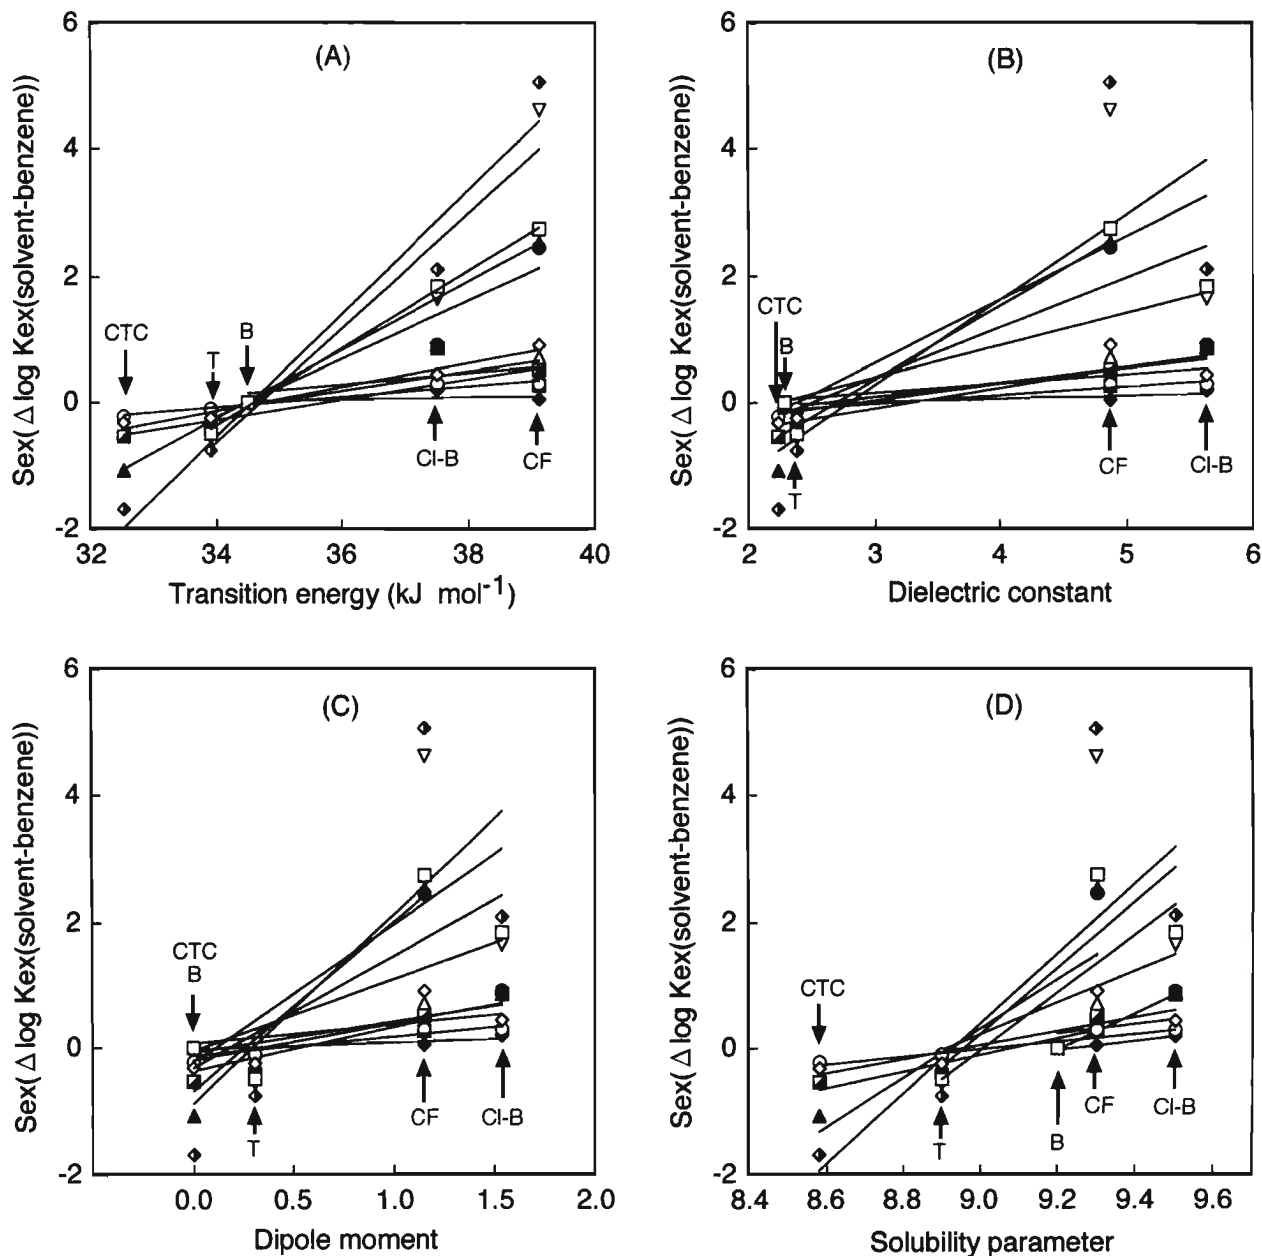 (A)
Sex( Δ log Kex(solvent-benzene))
6
4
2
0
-2
CTC
T
B
Cl-B
CF
32
34
36
38
40
Transition energy (kJ mol-1)
(B)
Sex( Δ log Kex(solvent-benzene))
6
4
2
0
-2
CTC
B
T
CF
Cl-B
2
3
4
5
6
Dielectric constant
(C)
Sex( Δ log Kex(solvent-benzene))
6
4
2
0
-2
CTC
B
T
CF
Cl-B
0.0
0.5
1.0
1.5
2.0
Dipole moment
(D)
Sex( Δ log Kex(solvent-benzene))
6
4
2
0
-2
CTC
T
B
CF
Cl-B
8.4
8.6
8.8
9.0
9.2
9.4
9.6
Solubility parameter